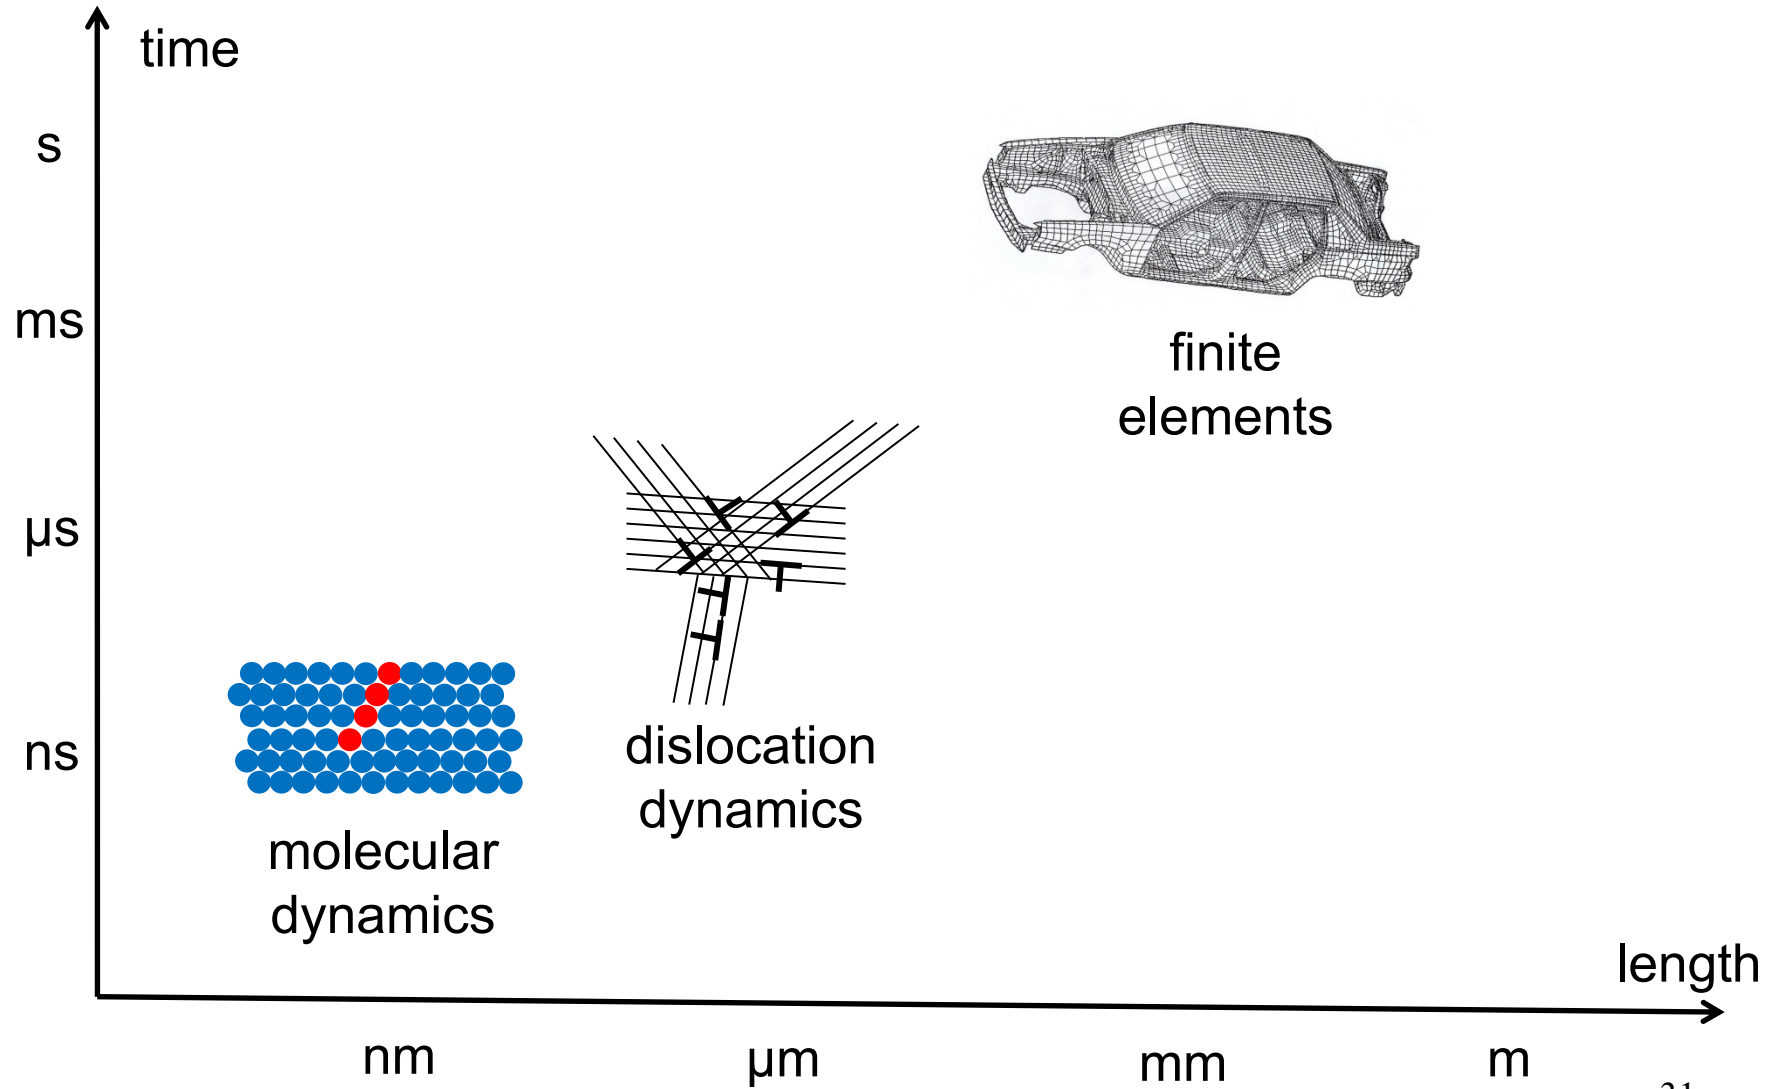 time
s
ms
finite
elements
µs
ns
dislocation
dynamics
molecular
dynamics
length
nm
µm
mm
m